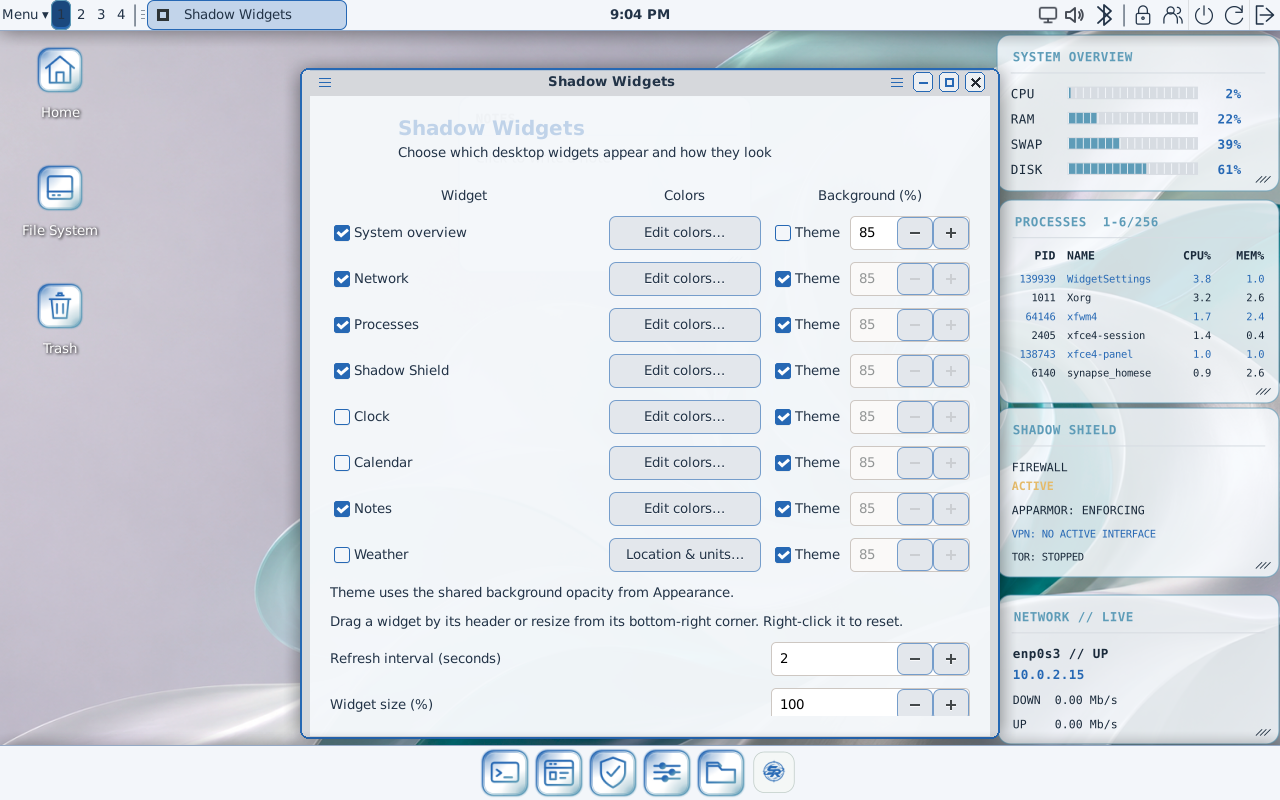 Menu ▾ 1 2 3 4 Shadow Widgets 9:04 PM
Home
File System
Trash
Shadow Widgets
Shadow Widgets
Choose which desktop widgets appear and how they look
Widget Colors Background (%)
System overview Edit colors... Theme 85 − +
Network Edit colors... Theme 85 − +
Processes Edit colors... Theme 85 − +
Shadow Shield Edit colors... Theme 85 − +
Clock Edit colors... Theme 85 − +
Calendar Edit colors... Theme 85 − +
Notes Edit colors... Theme 85 − +
Weather Location & units... Theme 85 − +
Theme uses the shared background opacity from Appearance.
Drag a widget by its header or resize from its bottom-right corner. Right-click it to reset.
Refresh interval (seconds) 2 − +
Widget size (%) 100 − +
SYSTEM OVERVIEW
CPU 2%
RAM 22%
SWAP 39%
DISK 61%
PROCESSES 1-6/256
PID NAME CPU% MEM%
139939 WidgetSettings 3.8 1.0
1011 Xorg 3.2 2.6
64146 xfwm4 1.7 2.4
2405 xfce4-session 1.4 0.4
138743 xfce4-panel 1.0 1.0
6140 synapse_homese 0.9 2.6
SHADOW SHIELD
FIREWALL
ACTIVE
APPARMOR: ENFORCING
VPN: NO ACTIVE INTERFACE
TOR: STOPPED
NETWORK // LIVE
enp0s3 // UP
10.0.2.15
DOWN 0.00 Mb/s
UP 0.00 Mb/s